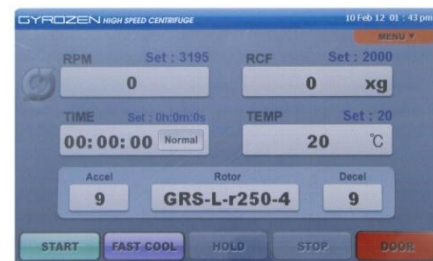 GYROZEN HIGH SPEED CENTRIFUGE 10 Feb 12 01 : 43 pm
MENU ▼
RPM Set : 3195 RCF Set : 2000
0 0 xg
TIME Set : 0h:0m:0s TEMP Set : 20
00: 00: 00 Normal 20 °C
Accel Rotor Decel
9 GRS-L-r250-4 9
START FAST COOL HOLD STOP DOOR